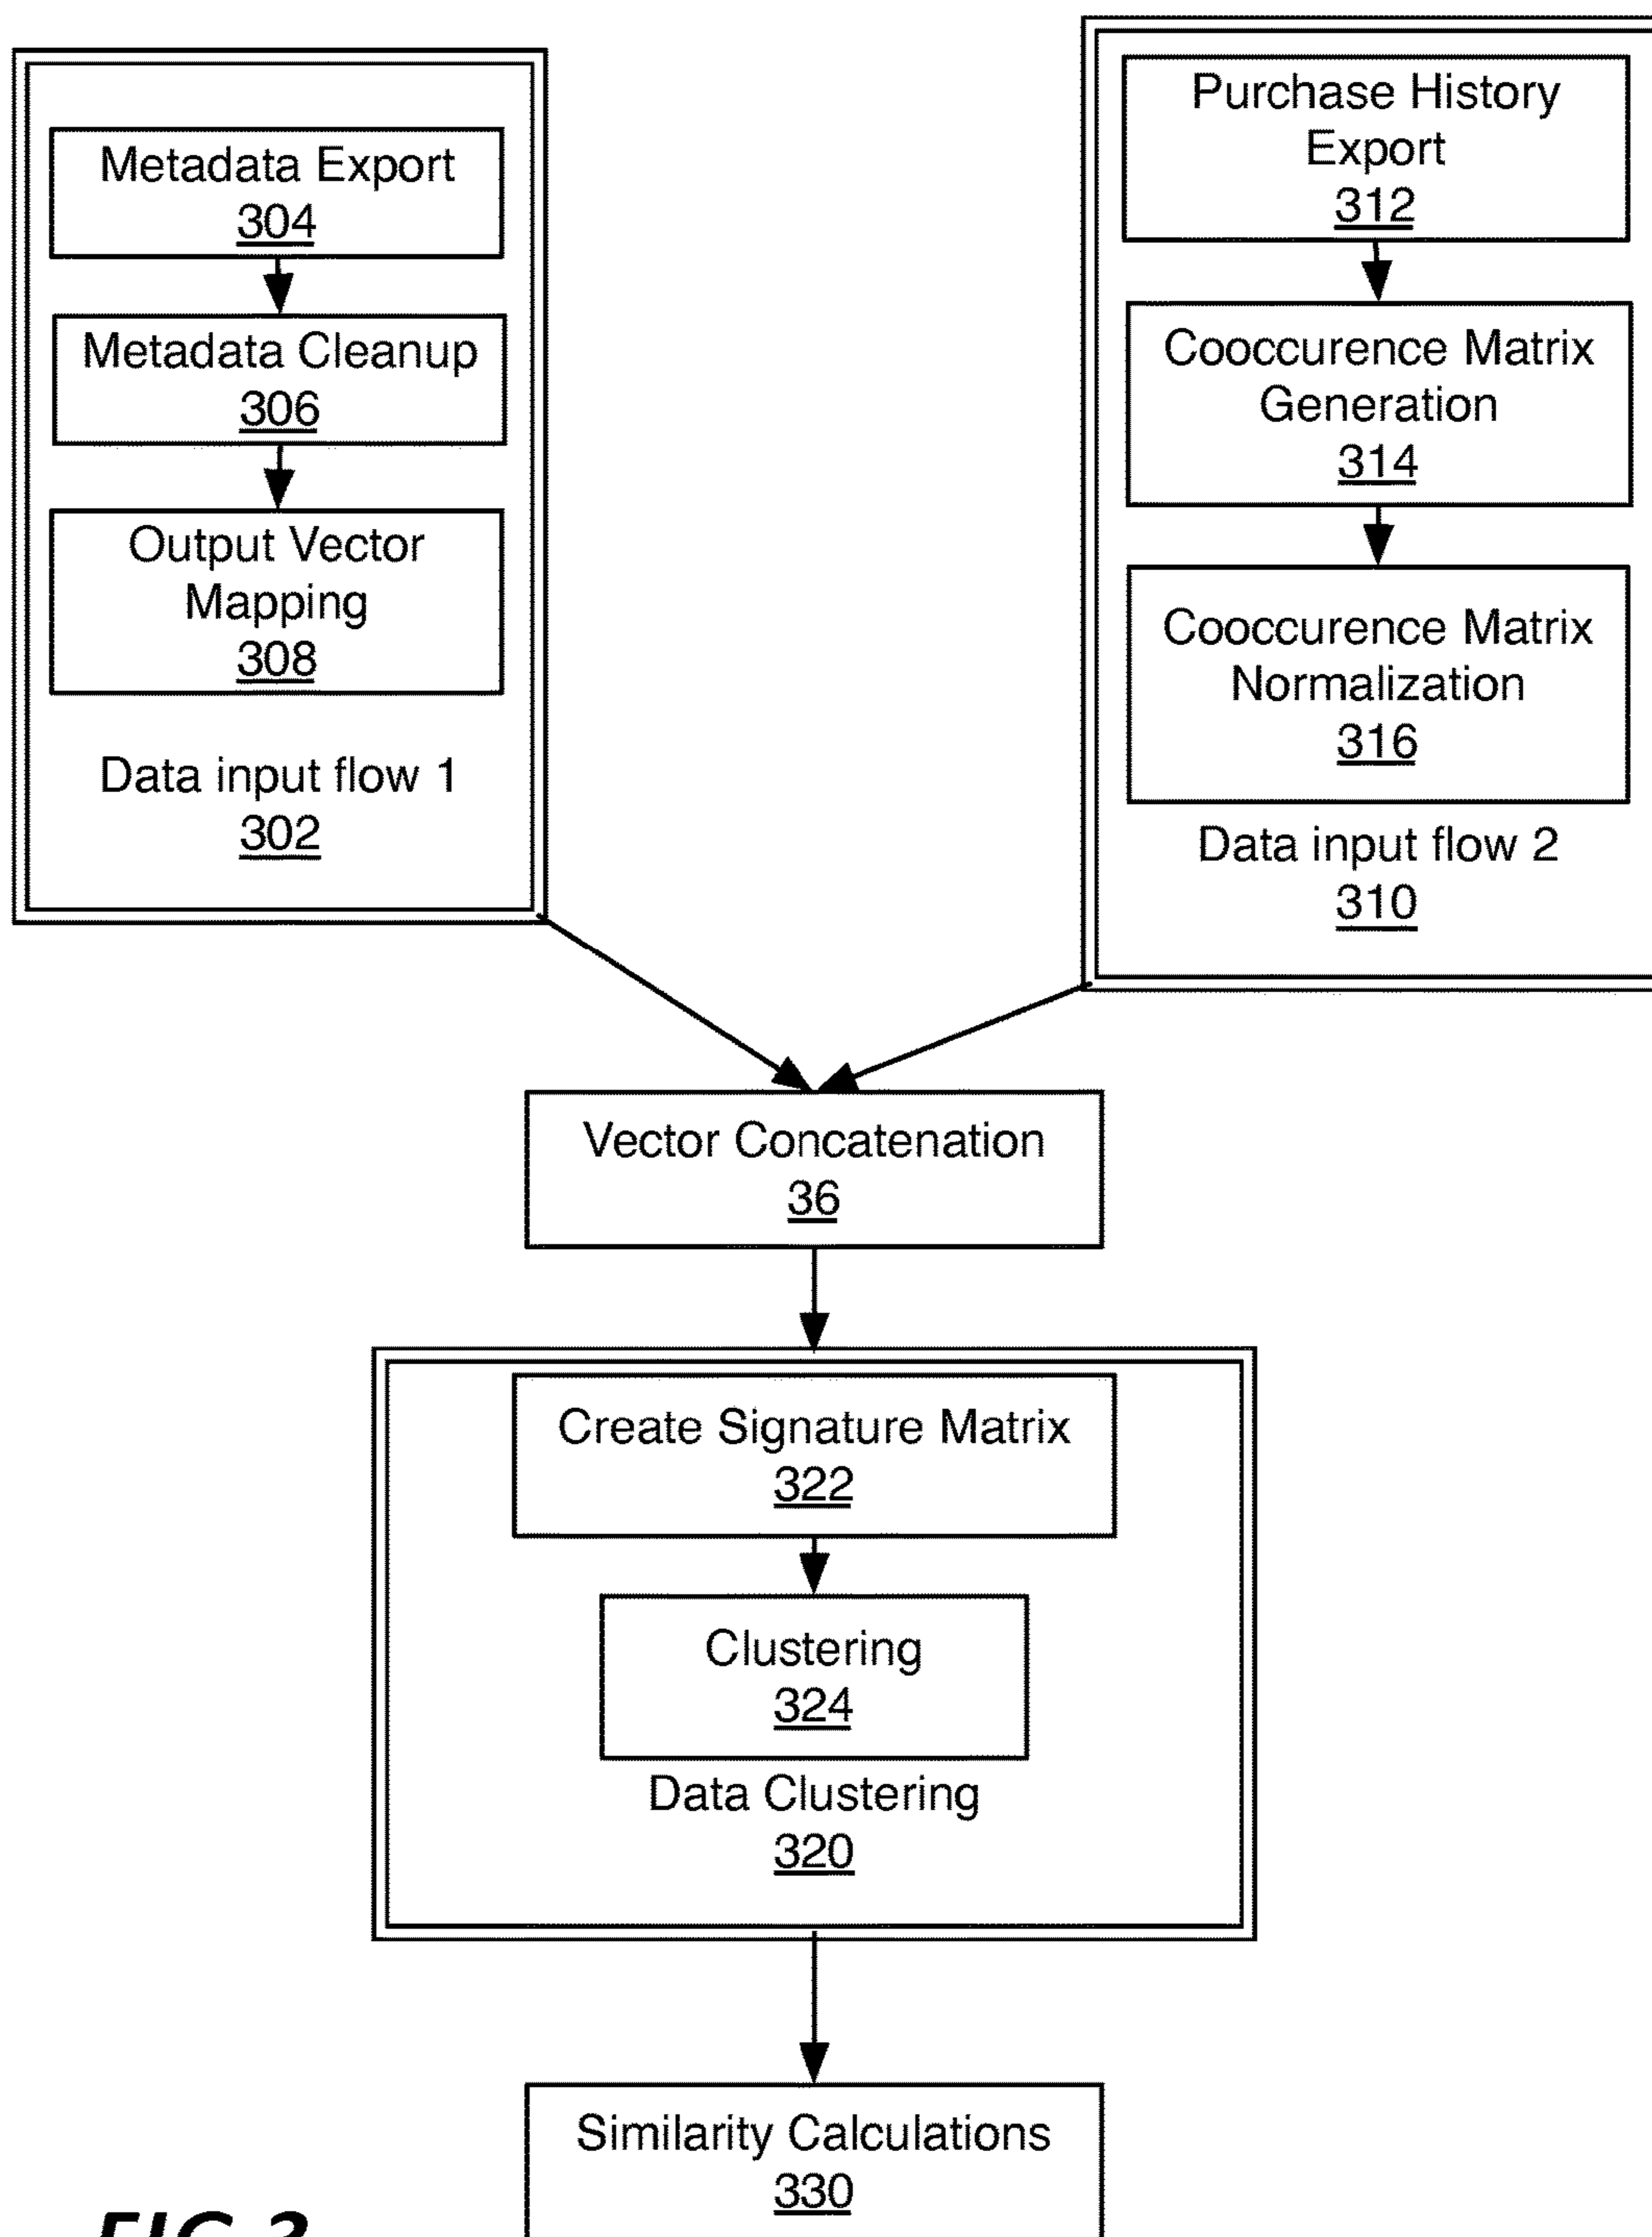 Metadata Export
304
Metadata Cleanup
306
Output Vector
Mapping
308
Data input flow 1
302
Purchase History
Export
312
Cooccurence Matrix
Generation
314
Cooccurence Matrix
Normalization
316
Data input flow 2
310
Vector Concatenation
36
Create Signature Matrix
322
Clustering
324
Data Clustering
320
Similarity Calculations
330
FIG 3